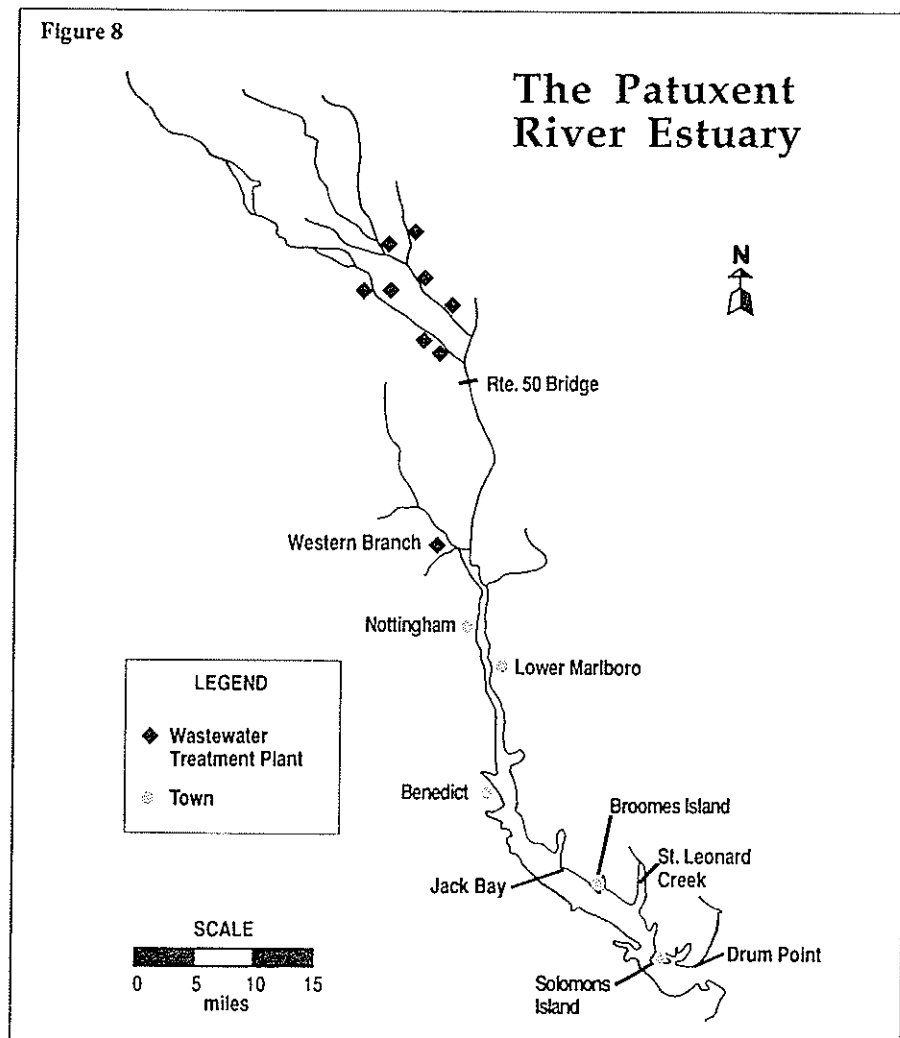 Figure 8
The Patuxent
River Estuary
N
Rte. 50 Bridge
Western Branch
Nottingham
Lower Marlboro
LEGEND
Wastewater
Treatment Plant
Town
Benedict
Broomes Island
St. Leonard
Creek
Jack Bay
SCALE
0 5 10 15
miles
Drum Point
Solomons
Island